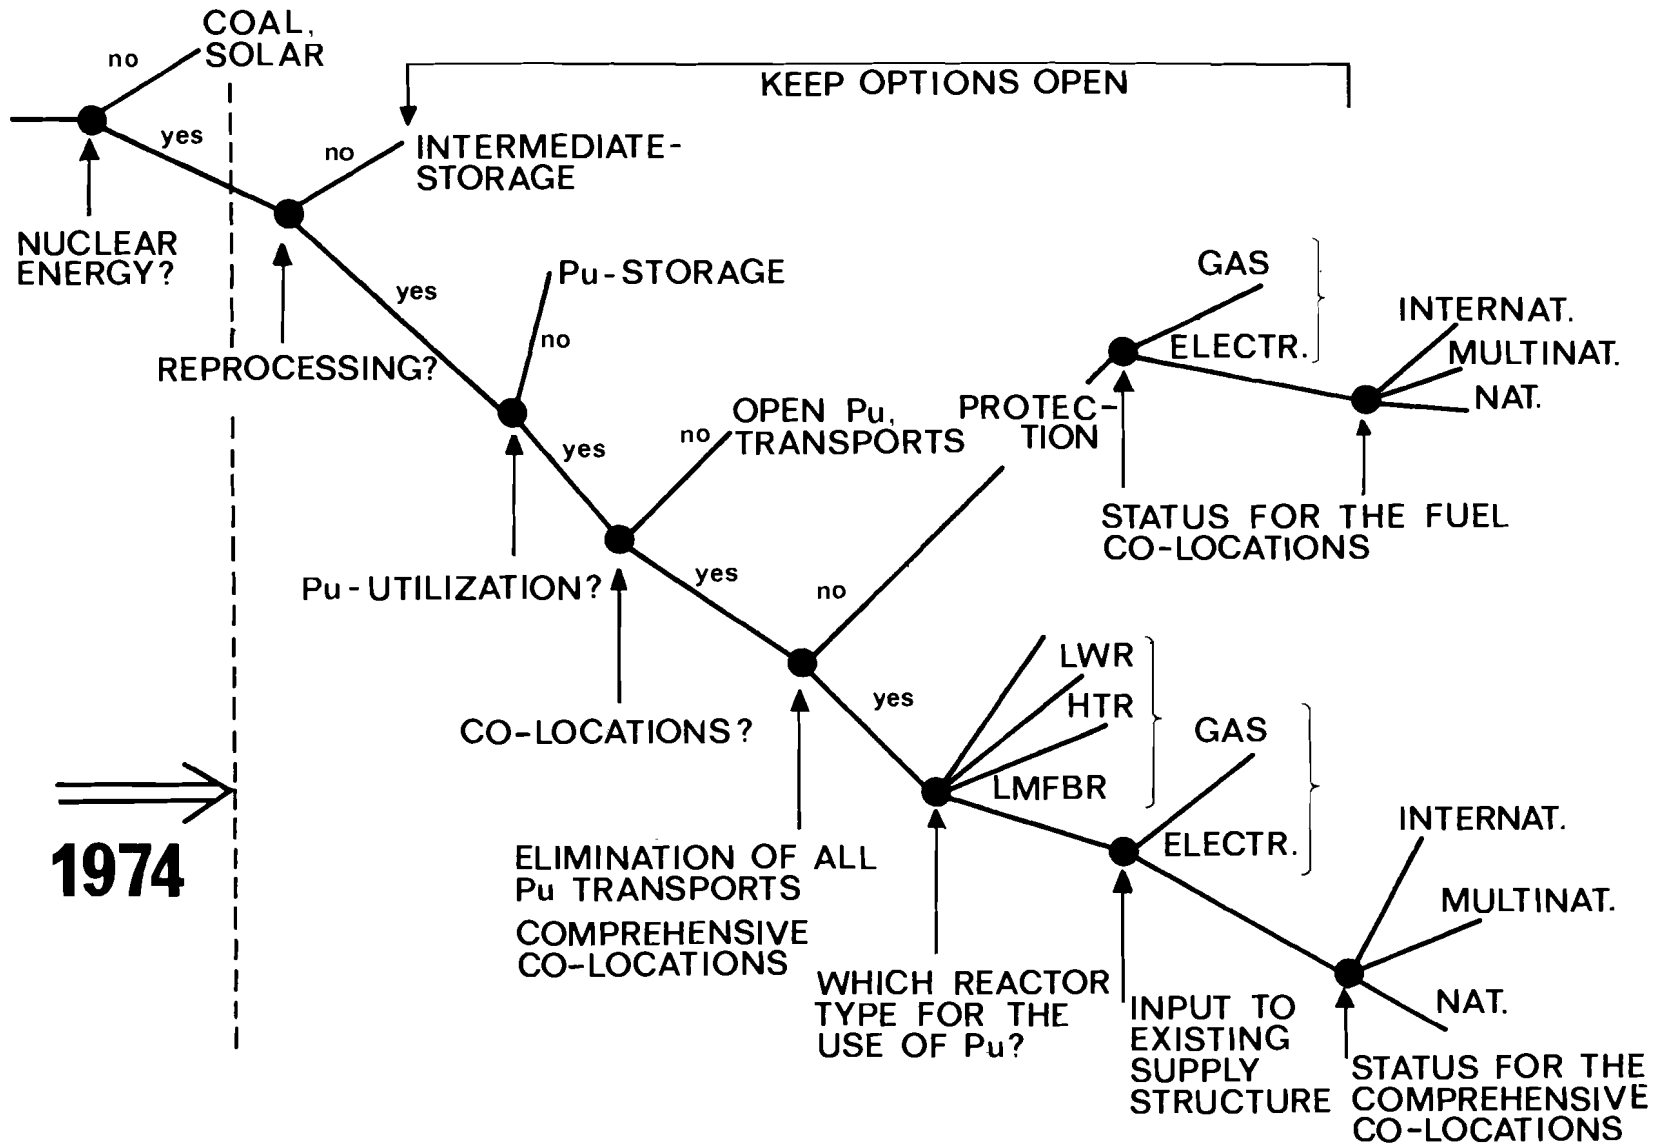 COAL,
SOLAR
no
yes
KEEP OPTIONS OPEN
no
INTERMEDIATE-
STORAGE
NUCLEAR
ENERGY?
yes
Pu-STORAGE
no
REPROCESSING?
GAS
ELECTR.
INTERNAT.
MULTINAT.
NAT.
OPEN Pu,
TRANSPORTS
no
yes
PROTEC-
TION
STATUS FOR THE FUEL
CO-LOCATIONS
Pu-UTILIZATION?
yes
no
CO-LOCATIONS?
yes
LWR
HTR
LMFBR
GAS
ELECTR.
1974
INTERNAT.
MULTINAT.
NAT.
ELIMINATION OF ALL
Pu TRANSPORTS
COMPREHENSIVE
CO-LOCATIONS
WHICH REACTOR
TYPE FOR THE
USE OF Pu?
INPUT TO
EXISTING
SUPPLY
STRUCTURE
STATUS FOR THE
COMPREHENSIVE
CO-LOCATIONS